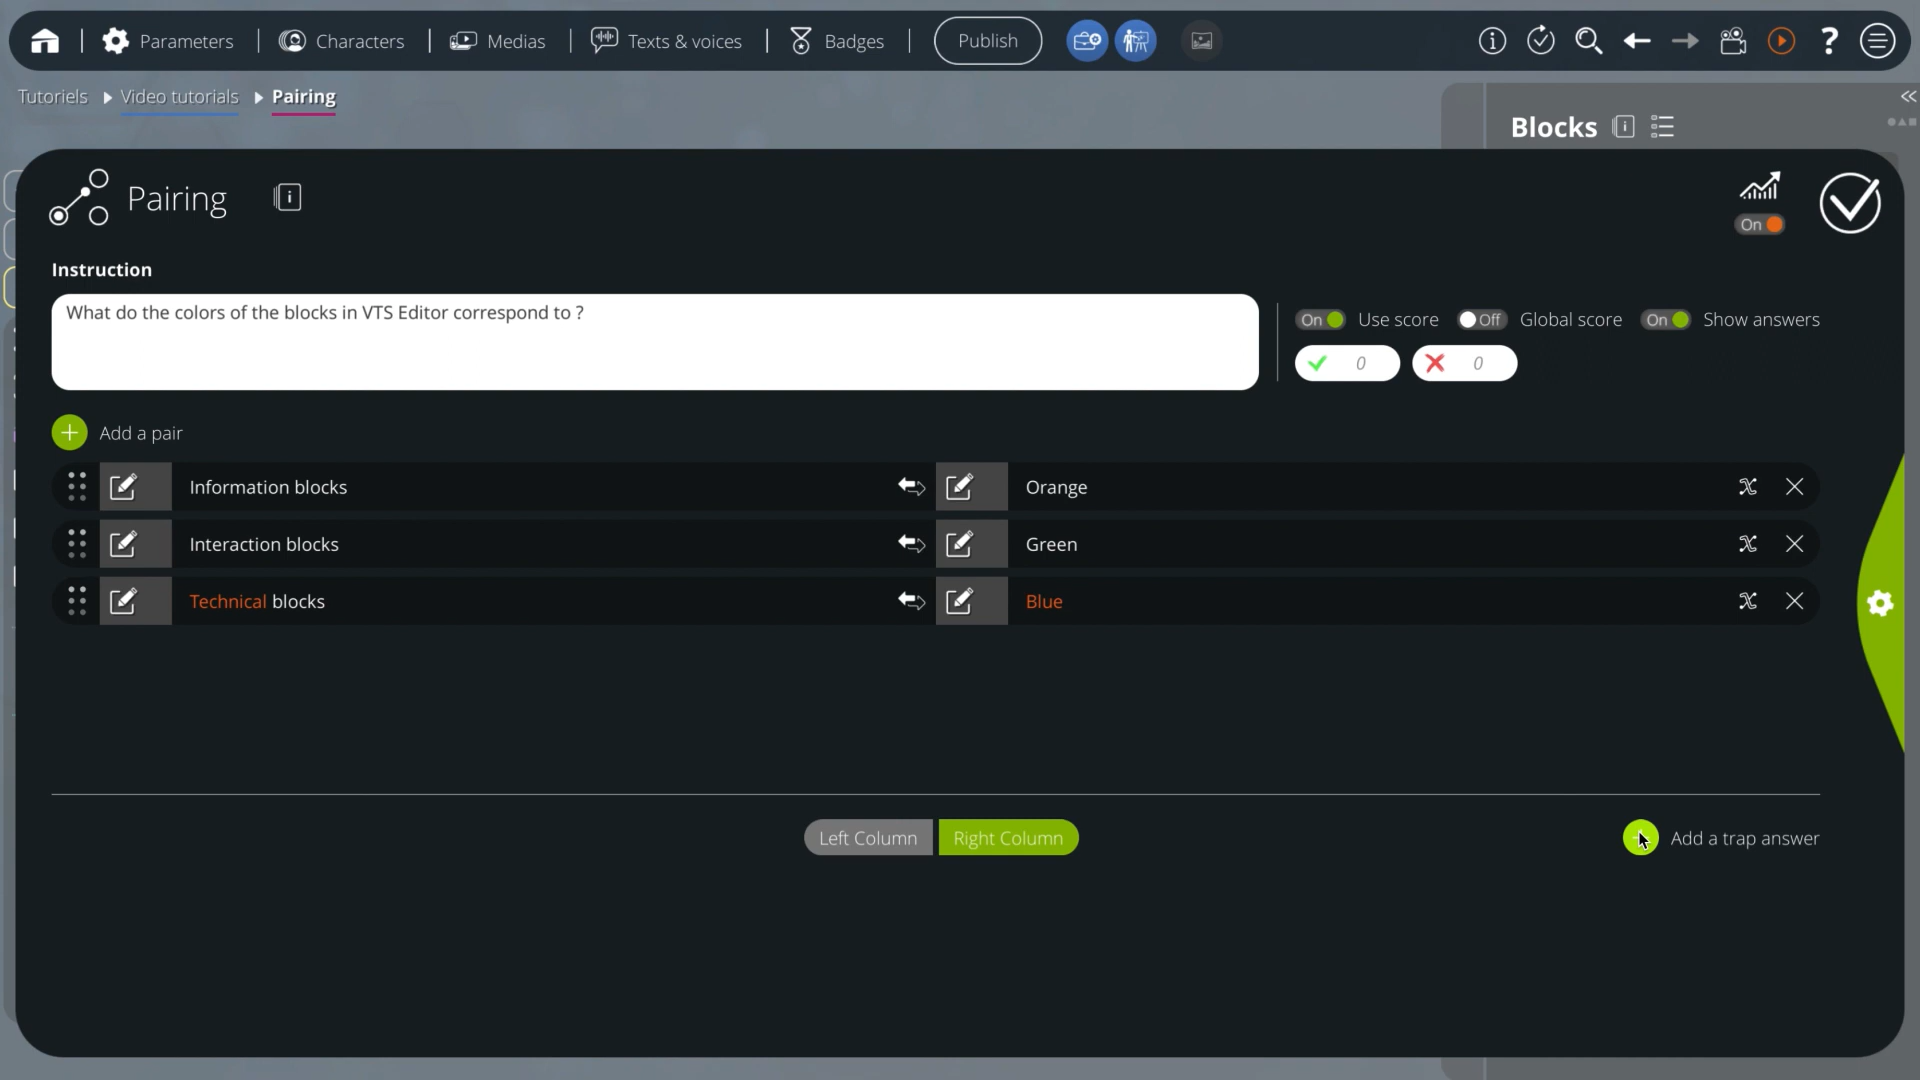 Parameters Characters Medias Texts & voices Badges Publish
Tutoriels Video tutorials Pairing
Blocks
Pairing
On
Instruction
What do the colors of the blocks in VTS Editor correspond to ?
On Use score Off Global score On Show answers
0 0
Add a pair
Information blocks Orange
Interaction blocks Green
Technical blocks Blue
Left Column Right Column Add a trap answer